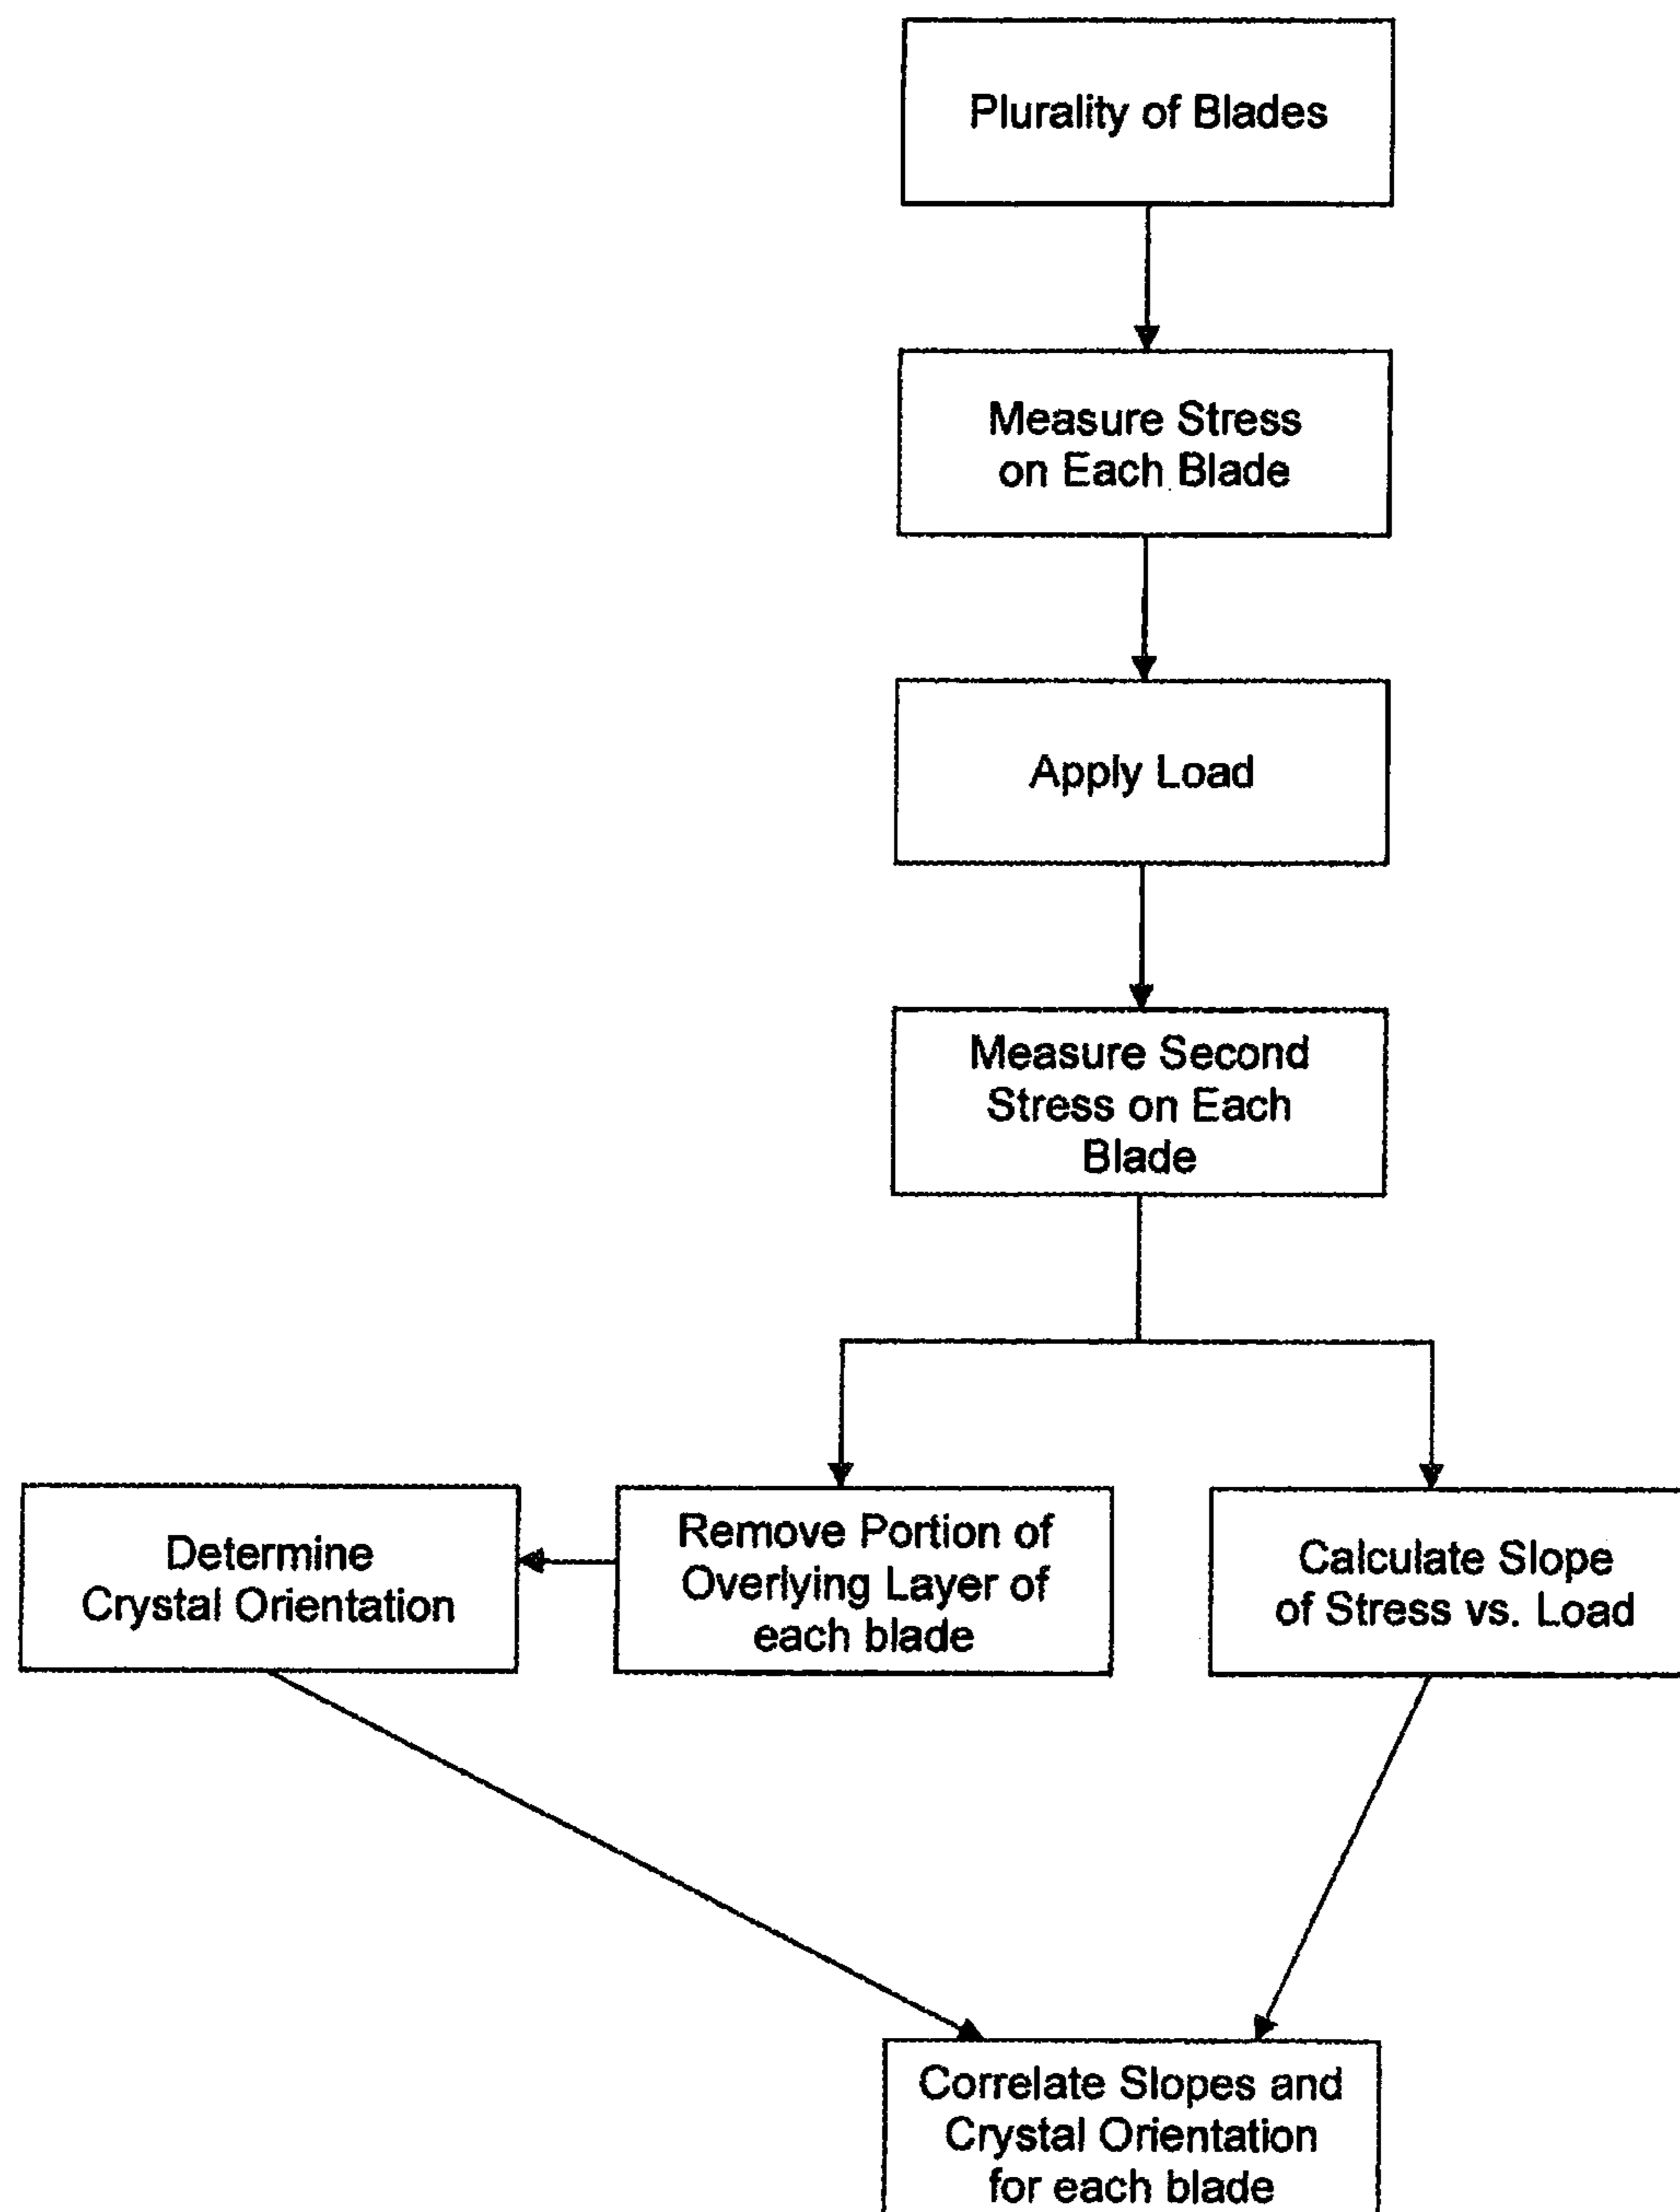 Plurality of Blades
Measure Stress
on Each Blade
Apply Load
Measure Second
Stress on Each
Blade
Determine
Crystal Orientation
Remove Portion of
Overlying Layer of
each blade
Calculate Slope
of Stress vs. Load
Correlate Slopes and
Crystal Orientation
for each blade